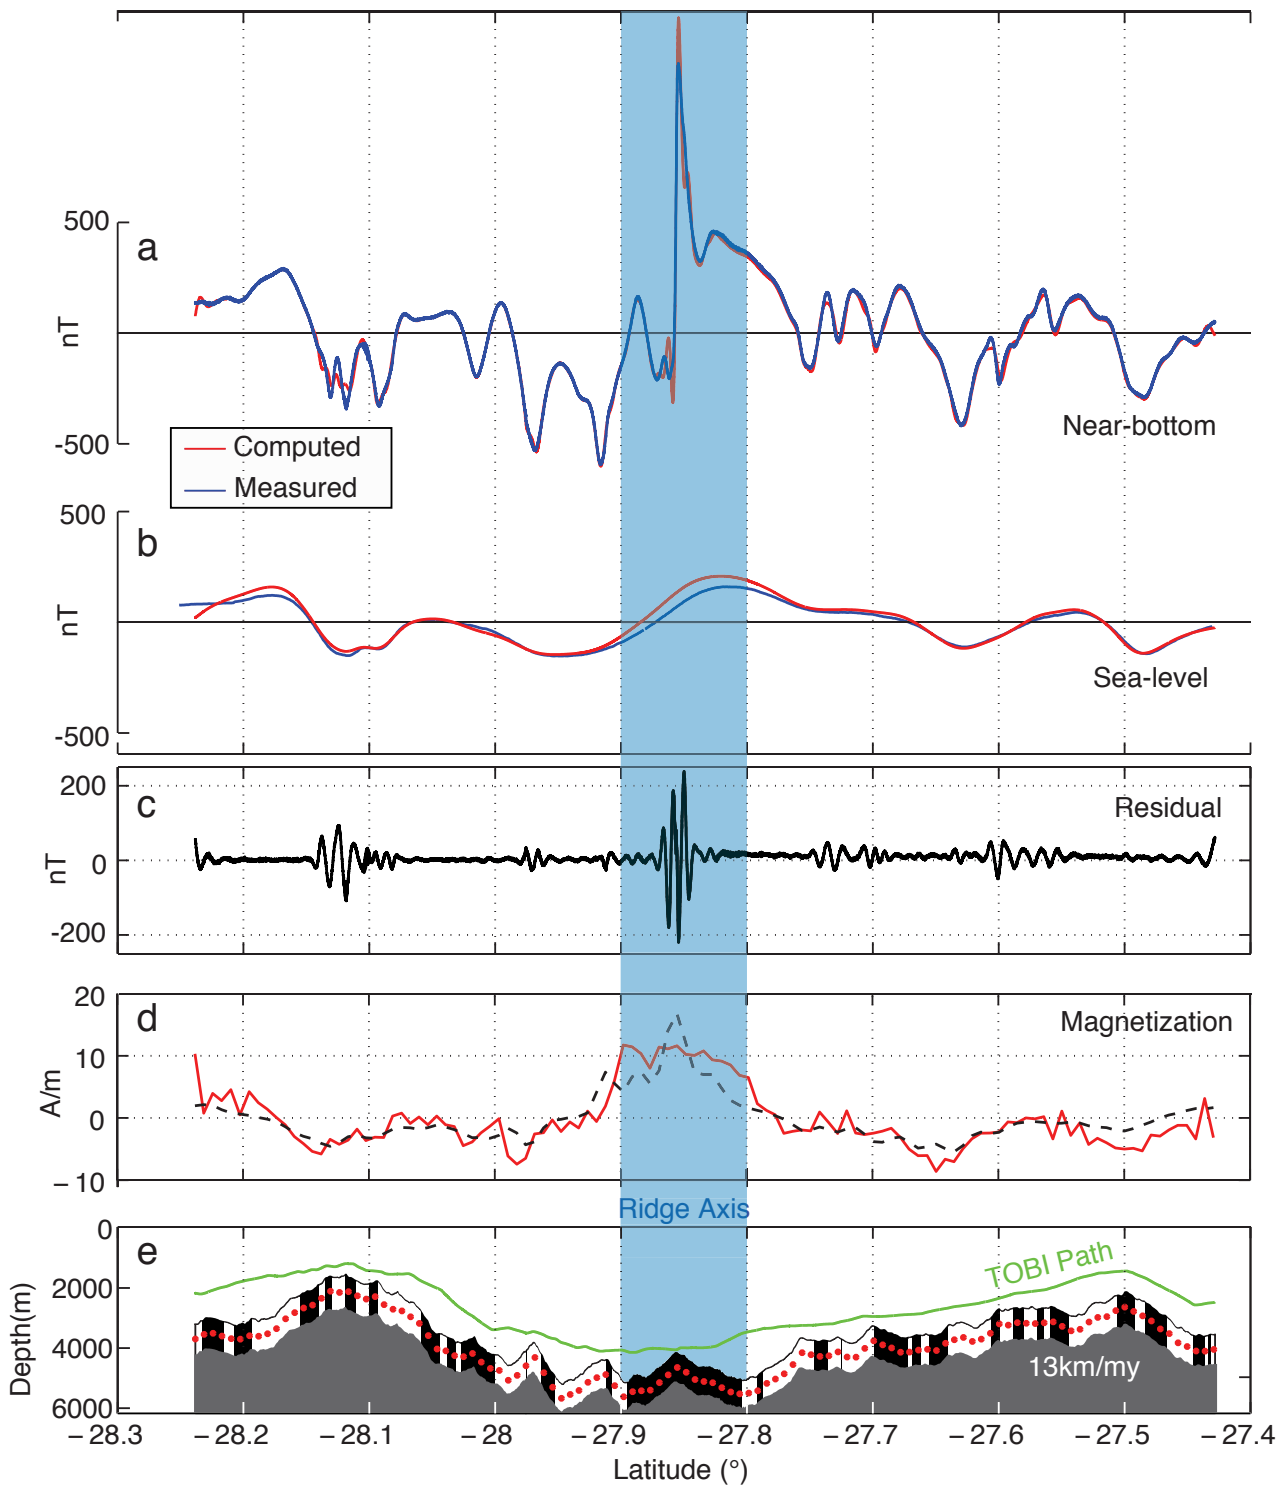 500
a
nT
-500
Near-bottom
Computed
Measured
500
b
nT
Sea-level
-500
200
c
Residual
nT
0
-200
20
d
Magnetization
10
A/m
0
−10
Ridge Axis
0
e
TOBI Path
2000
Depth(m)
4000
13km/my
6000
−28.3 −28.2 −28.1 −28 −27.9 −27.8 −27.7 −27.6 −27.5 −27.4
Latitude (°)